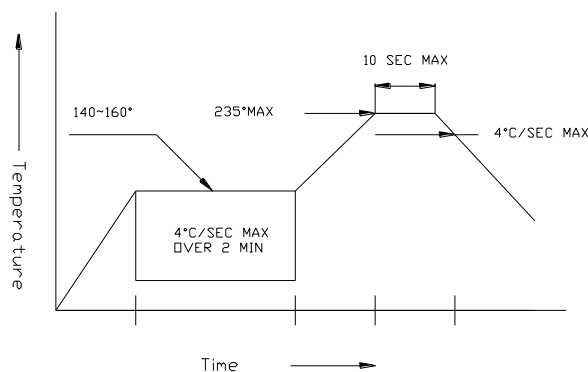 10 SEC MAX
140~160°
235°MAX
4°C/SEC MAX
4°C/SEC MAX
OVER 2 MIN
Temperature
Time